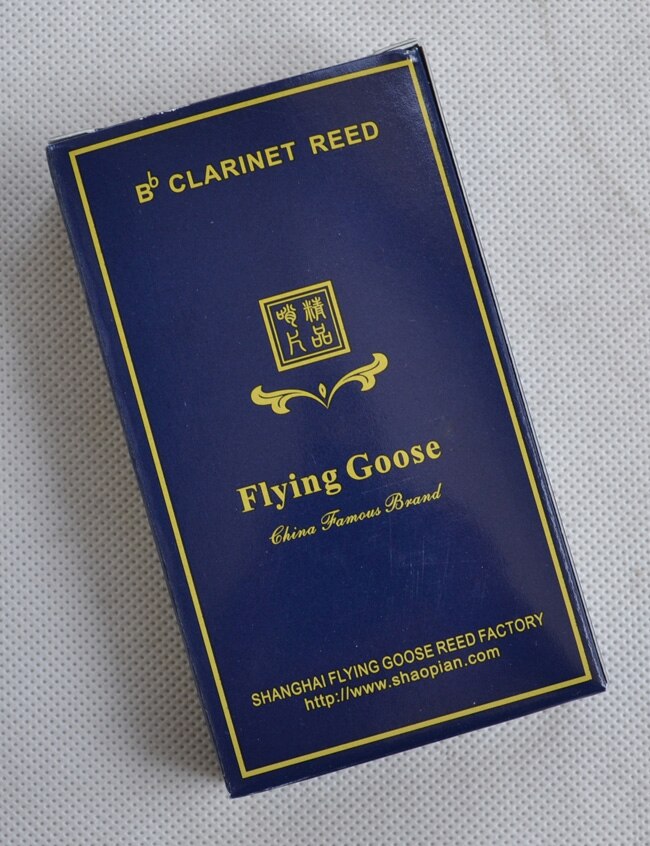 B♭ CLARINET REED
精品
哨片
Flying Goose
China Famous Brand
SHANGHAI FLYING GOOSE REED FACTORY
http://www.shaopian.com